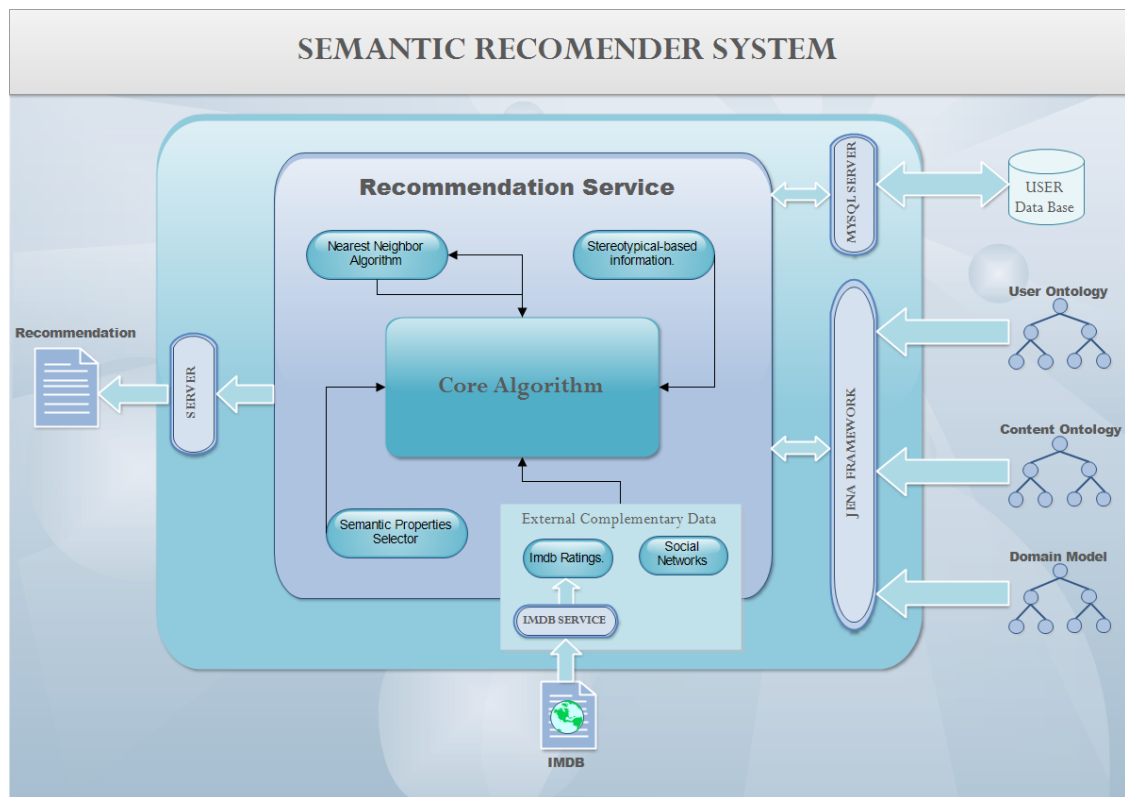 SEMANTIC RECOMENDER SYSTEM
Recommendation Service
MYSQL SERVER
USER
Data Base
Nearest Neighbor
Algorithm
Stereotypical-based
information.
User Ontology
Recommendation
SERVER
Core Algorithm
JENA FRAMEWORK
Content Ontology
Semantic Properties
Selector
External Complementary Data
Imdb Ratings.
Social
Networks
Domain Model
IMDB SERVICE
IMDB